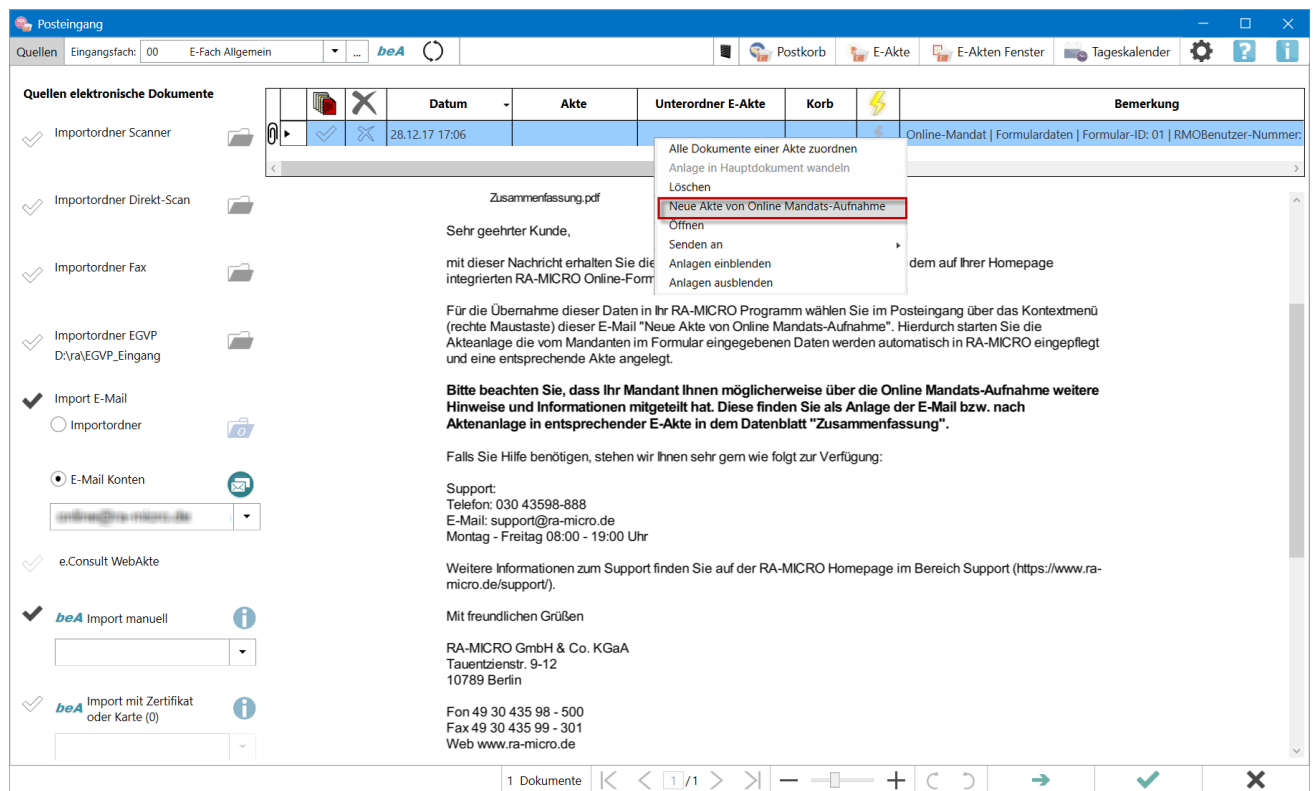 Posteingang
Quellen Eingangsfach: 00 E-Fach Allgemein ... beA Postkorb E-Akte E-Akten Fenster Tageskalender ? i
Quellen elektronische Dokumente
Importordner Scanner
Importordner Direkt-Scan
Importordner Fax
Importordner EGVP
D:\ra\EGVP_Eingang
Import E-Mail
Importordner
E-Mail Konten
e.Consult WebAkte
beA Import manuell
beA Import mit Zertifikat
oder Karte (0)
Datum Akte Unterordner E-Akte Korb Bemerkung
28.12.17 17:06 Online-Mandat | Formulardaten | Formular-ID: 01 | RMOBenutzer-Nummer:
Alle Dokumente einer Akte zuordnen
Anlage in Hauptdokument wandeln
Löschen
Neue Akte von Online Mandats-Aufnahme
Öffnen
Senden an
Anlagen einblenden
Anlagen ausblenden
Zusammenfassung.pdf
Sehr geehrter Kunde,
mit dieser Nachricht erhalten Sie die dem auf Ihrer Homepage
integrierten RA-MICRO Online-Form
Für die Übernahme dieser Daten in Ihr RA-MICRO Programm wählen Sie im Posteingang über das Kontextmenü
(rechte Maustaste) dieser E-Mail "Neue Akte von Online Mandats-Aufnahme". Hierdurch starten Sie die
Akteanlage die vom Mandanten im Formular eingegebenen Daten werden automatisch in RA-MICRO eingepflegt
und eine entsprechende Akte angelegt.
Bitte beachten Sie, dass Ihr Mandant Ihnen möglicherweise über die Online Mandats-Aufnahme weitere
Hinweise und Informationen mitgeteilt hat. Diese finden Sie als Anlage der E-Mail bzw. nach
Aktenanlage in entsprechender E-Akte in dem Datenblatt "Zusammenfassung".
Falls Sie Hilfe benötigen, stehen wir Ihnen sehr gern wie folgt zur Verfügung:
Support:
Telefon: 030 43598-888
E-Mail: support@ra-micro.de
Montag - Freitag 08:00 - 19:00 Uhr
Weitere Informationen zum Support finden Sie auf der RA-MICRO Homepage im Bereich Support (https://www.ra-
micro.de/support/).
Mit freundlichen Grüßen
RA-MICRO GmbH & Co. KGaA
Tauentzienstr. 9-12
10789 Berlin
Fon 49 30 435 98 - 500
Fax 49 30 435 99 - 301
Web www.ra-micro.de
1 Dokumente 1 /1